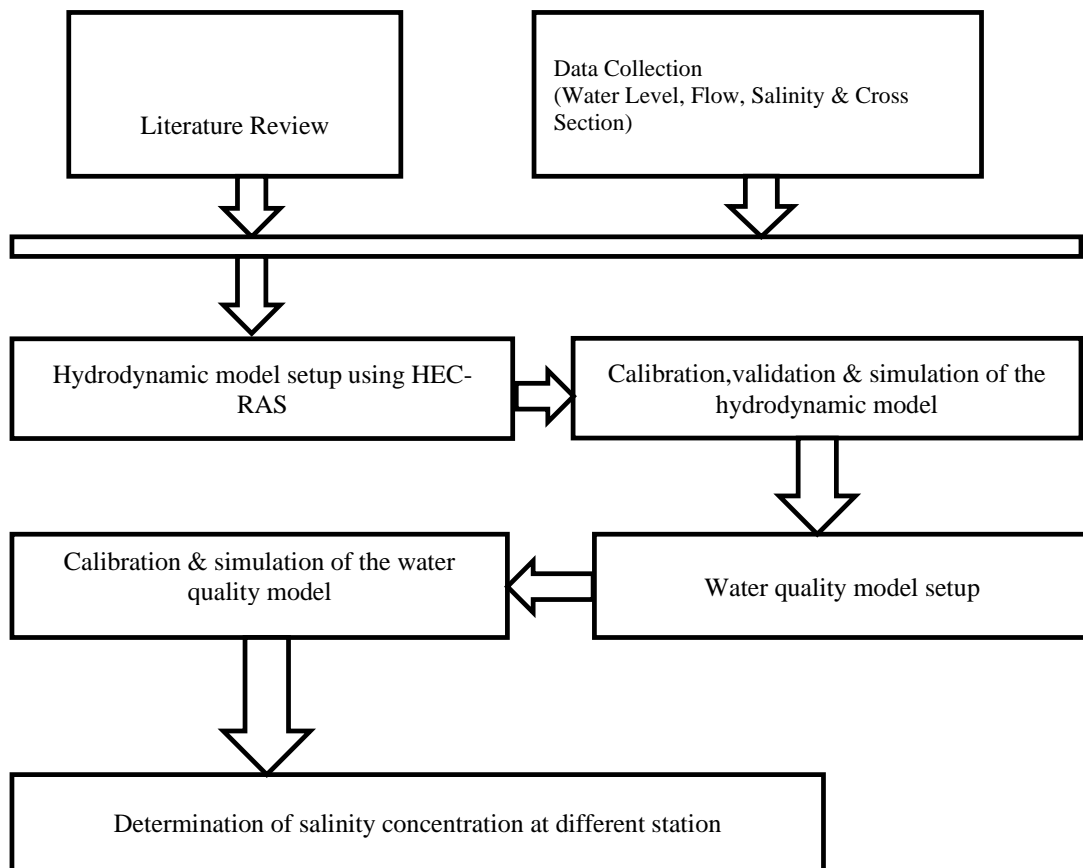 Literature Review
Data Collection
(Water Level, Flow, Salinity & Cross
Section)
Hydrodynamic model setup using HEC-
RAS
Calibration,validation & simulation of the
hydrodynamic model
Calibration & simulation of the water
quality model
Water quality model setup
Determination of salinity concentration at different station